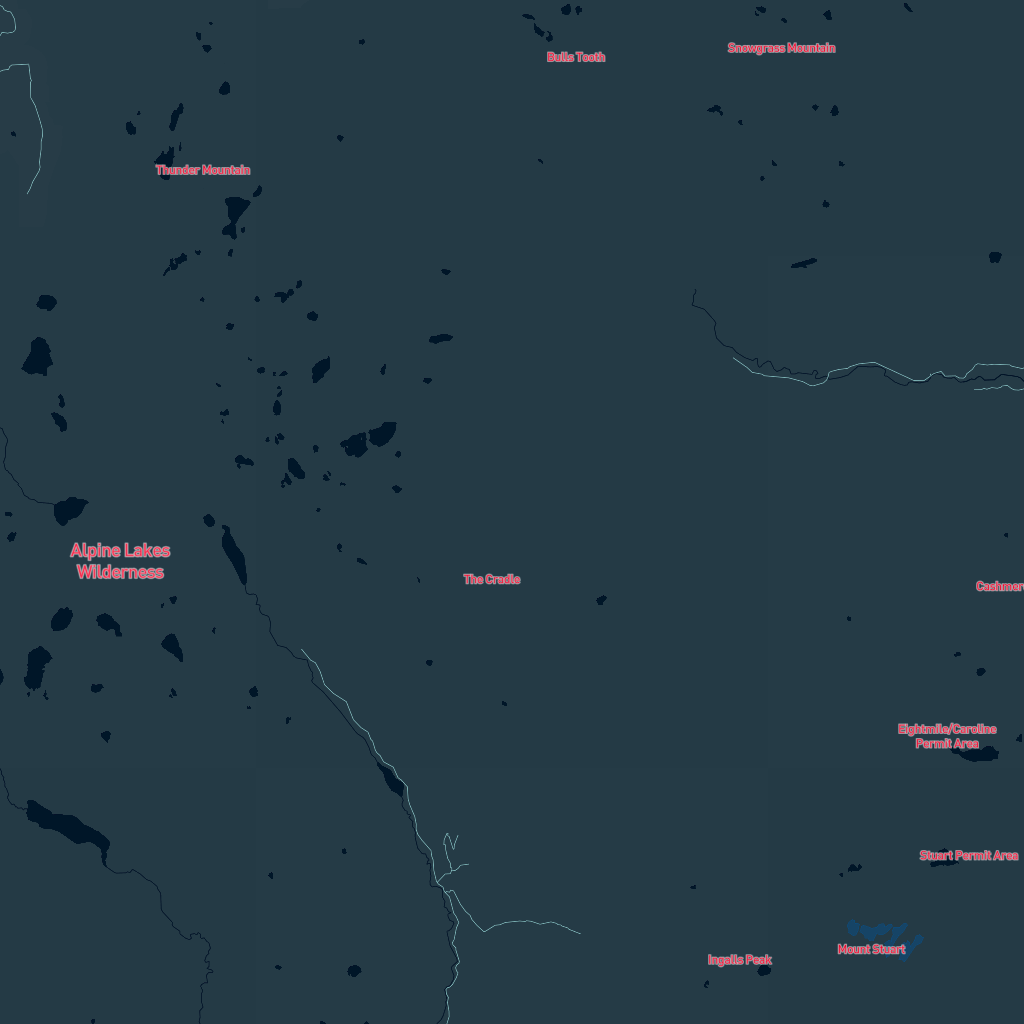 Snowgrass Mountain
Bulls Tooth
Thunder Mountain
Alpine Lakes
Wilderness
The Cradle
Cashmer
Eightmile/Caroline
Permit Area
Stuart Permit Area
Mount Stuart
Ingalls Peak